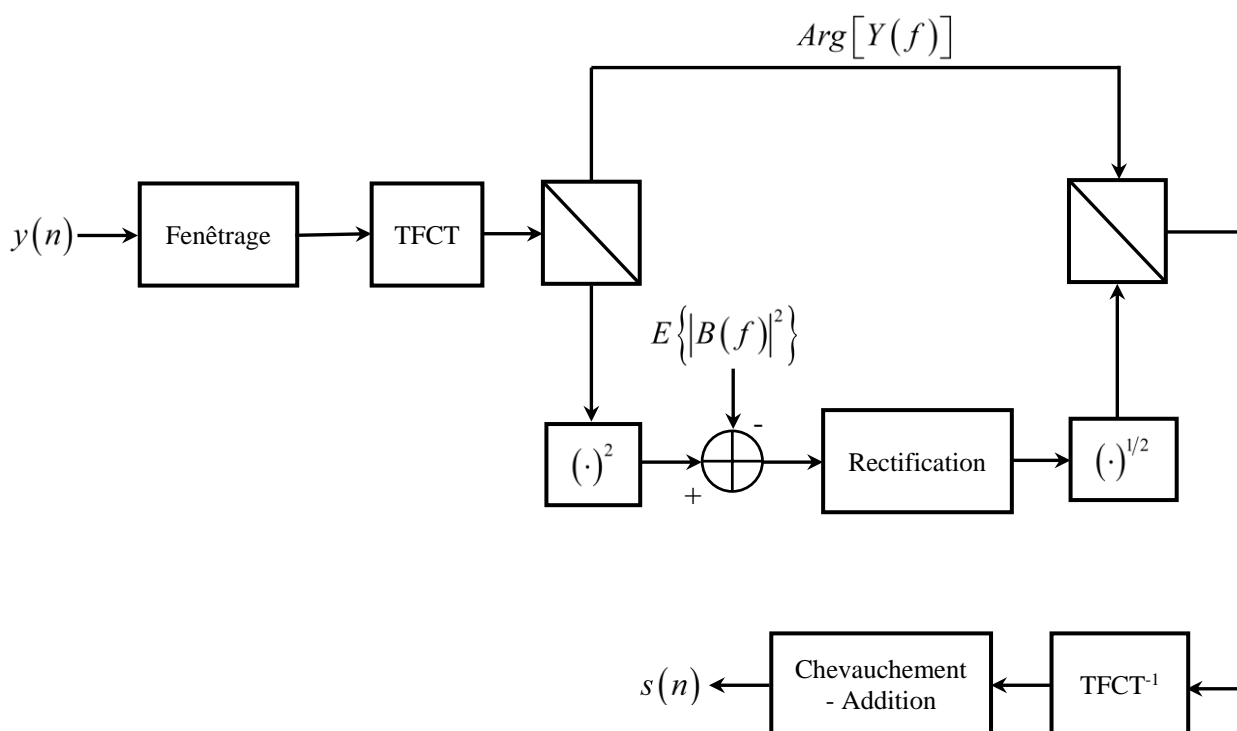 Arg[Y(f)]
y(n)
Fenêtrage
TFCT
E{|B(f)|²}
-
(·)²
+
Rectification
(·)^{1/2}
s(n)
Chevauchement
- Addition
TFCT⁻¹